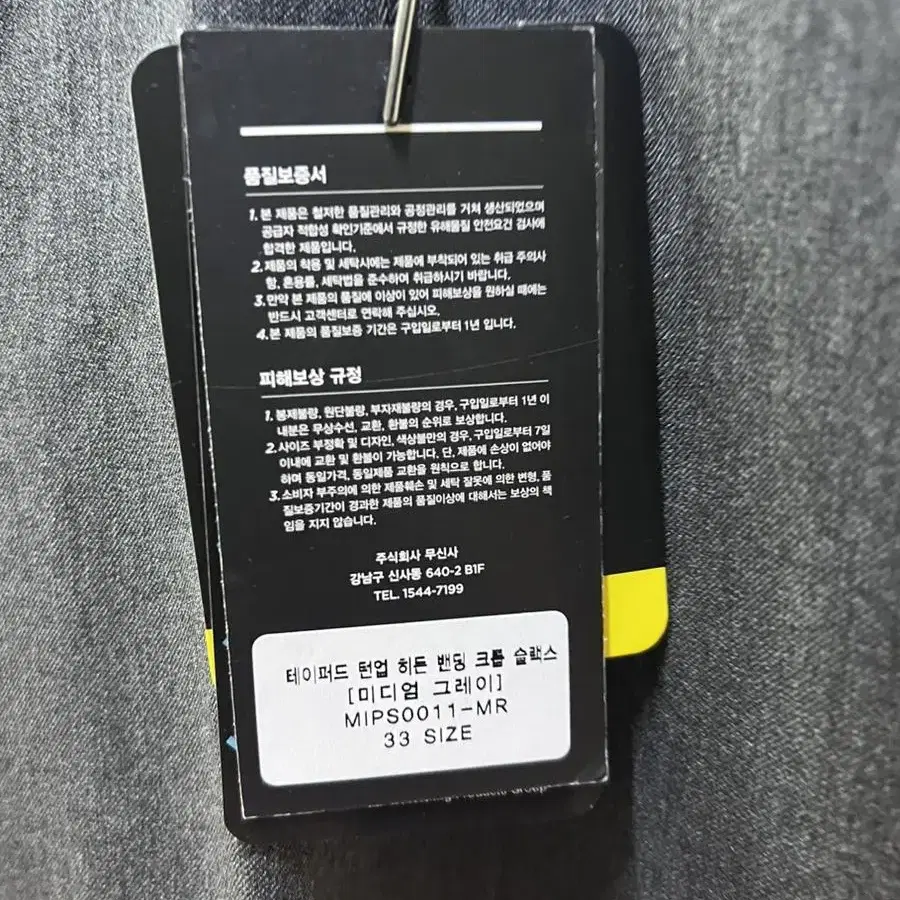 품질보증서
1. 본 제품은 철저한 품질관리와 공정관리를 거쳐 생산되었으며
공급자 적합성 확인기준에서 규정한 유해물질 안전요건 검사에
합격한 제품입니다.
2. 제품의 착용 및 세탁시에는 제품에 부착되어 있는 취급 주의사
항, 혼용률, 세탁법을 준수하여 취급하시기 바랍니다.
3. 만약 본 제품의 품질에 이상이 있어 피해보상을 원하실 때에는
반드시 고객센터로 연락해 주십시오.
4. 본 제품의 품질보증 기간은 구입일로부터 1년 입니다.
피해보상 규정
1. 봉제불량, 원단불량, 부자재불량의 경우, 구입일로부터 1년 이
내분은 무상수선, 교환, 환불의 순위로 보상합니다.
2. 사이즈 부정확 및 디자인, 색상불만의 경우, 구입일로부터 7일
이내에 교환 및 환불이 가능합니다. 단, 제품에 손상이 없어야
하며 동일가격, 동일제품 교환을 원칙으로 합니다.
3. 소비자 부주의에 의한 제품훼손 및 세탁 잘못에 의한 변형, 품
질보증기간이 경과한 제품의 품질이상에 대해서는 보상의 책
임을 지지 않습니다.
주식회사 무신사
강남구 신사동 640-2 B1F
TEL. 1544-7199
테이퍼드 턴업 히든 밴딩 크롭 슬랙스
[미디엄 그레이]
MIPS0011-MR
33 SIZE
Group